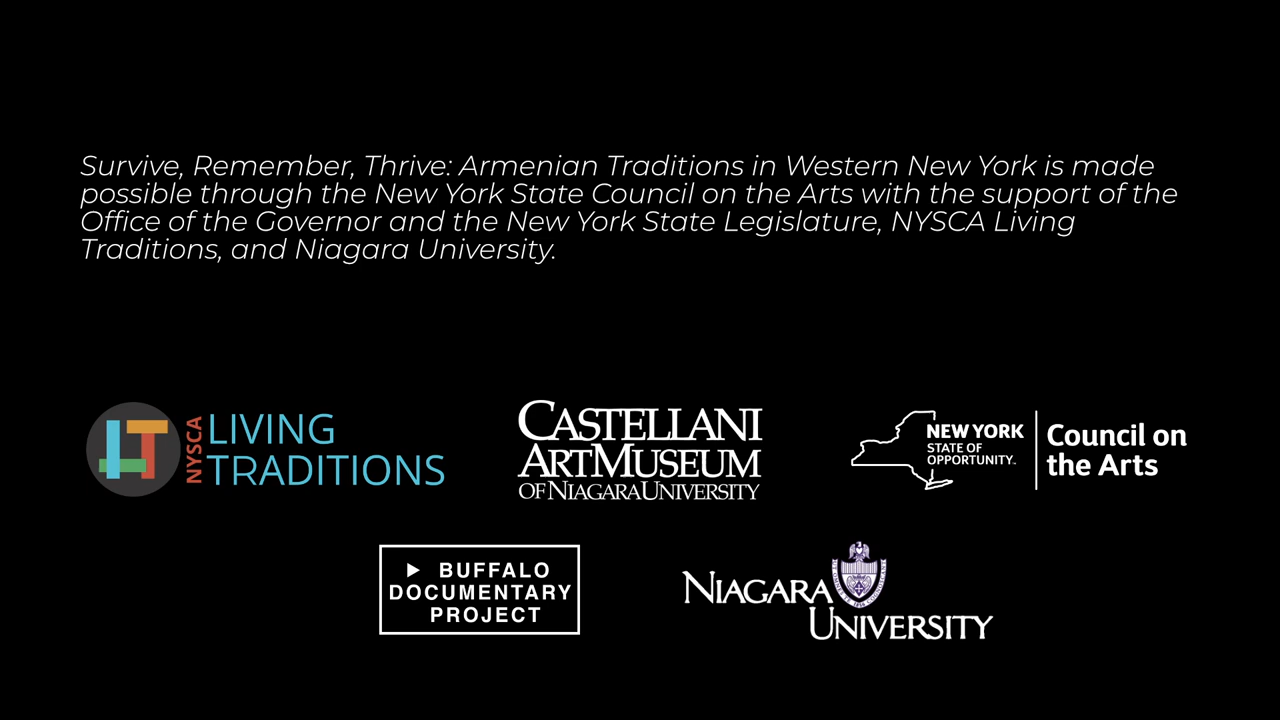 Survive, Remember, Thrive: Armenian Traditions in Western New York is made
possible through the New York State Council on the Arts with the support of the
Office of the Governor and the New York State Legislature, NYSCA Living
Traditions, and Niagara University.
LT
NYSCA
LIVING
TRADITIONS
CASTELLANI
ARTMUSEUM
OF NIAGARA UNIVERSITY
NEW YORK
STATE OF
OPPORTUNITY™
Council on
the Arts
BUFFALO
DOCUMENTARY
PROJECT
NIAGARA
UNIVERSITY